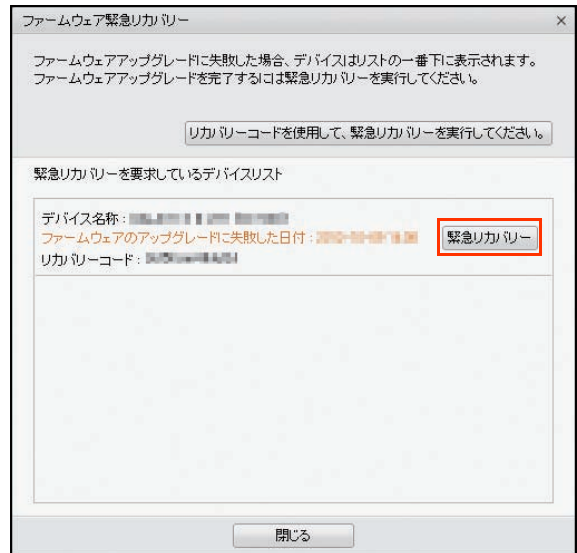 ファームウェア緊急リカバリー
ファームウェアアップグレードに失敗した場合、デバイスはリストの一番下に表示されます。
ファームウェアアップグレードを完了するには緊急リカバリーを実行してください。
リカバリーコードを使用して、緊急リカバリーを実行してください。
緊急リカバリーを要求しているデバイスリスト
デバイス名称 :
ファームウェアのアップグレードに失敗した日付 :
緊急リカバリー
リカバリーコード :
閉じる